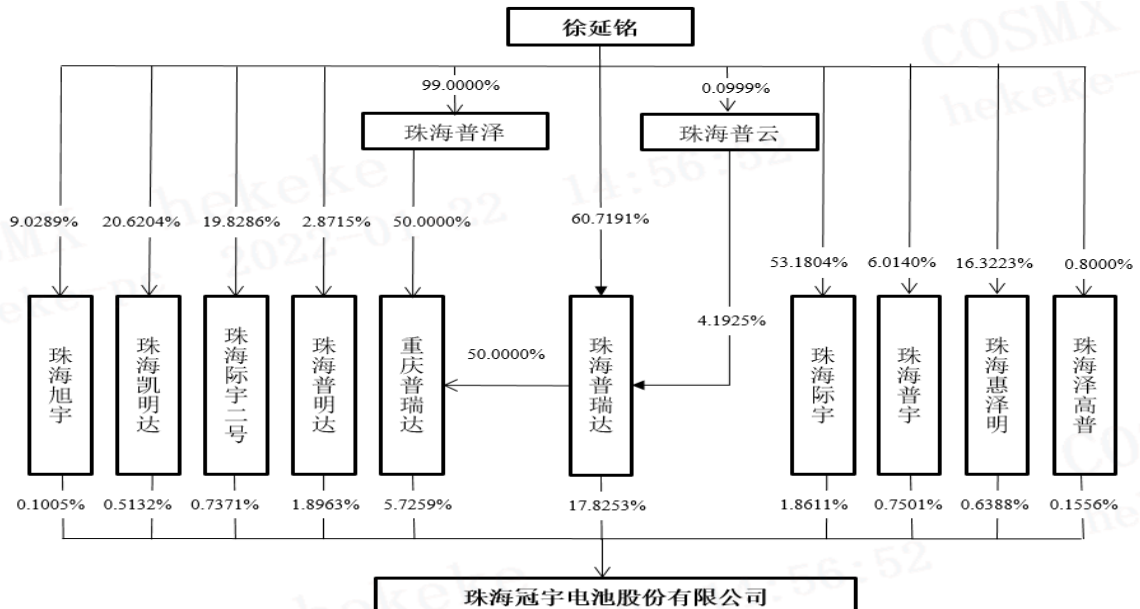 徐延铭
99.0000%
0.0999%
珠海普泽
珠海普云
9.0289%
20.6204%
19.8286%
2.8715%
50.0000%
60.7191%
53.1804%
6.0140%
16.3223%
0.8000%
4.1925%
50.0000%
珠海旭宇
珠海凯明达
珠海际宇二号
珠海普明达
重庆普瑞达
珠海普瑞达
珠海际宇
珠海普宇
珠海惠泽明
珠海泽高普
0.1005%
0.5132%
0.7371%
1.8963%
5.7259%
17.8253%
1.8611%
0.7501%
0.6388%
0.1556%
珠海冠宇电池股份有限公司
COSMX
hekeke
14:56:52
hekeke